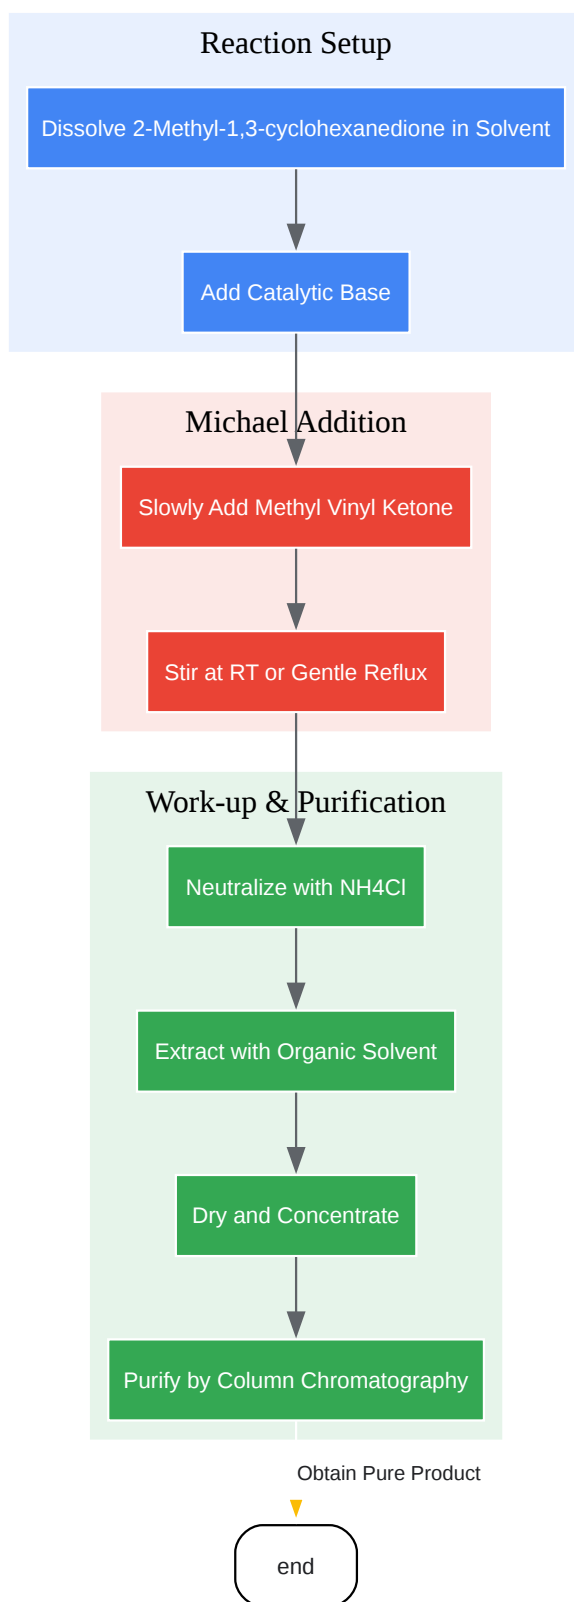 Reaction Setup
Dissolve 2-Methyl-1,3-cyclohexanedione in Solvent
Add Catalytic Base
Michael Addition
Slowly Add Methyl Vinyl Ketone
Stir at RT or Gentle Reflux
Work-up & Purification
Neutralize with NH4Cl
Extract with Organic Solvent
Dry and Concentrate
Purify by Column Chromatography
Obtain Pure Product
end